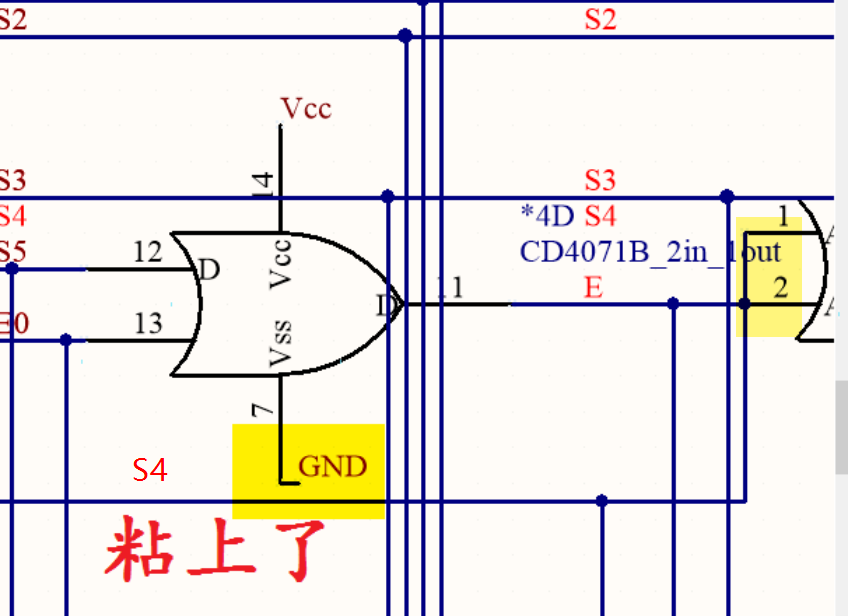 S2 S2
Vcc
14
S3 S3
S4 *4D S4 1
S5 12 D Vcc CD4071B_2in_1out
D 11 E 2
E0 13 Vss
7
S4 GND
粘上了